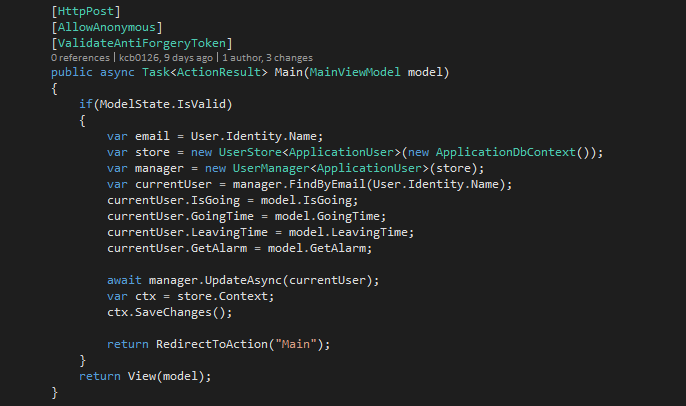 [HttpPost]
[AllowAnonymous]
[ValidateAntiForgeryToken]
0 references | kcb0126, 9 days ago | 1 author, 3 changes
public async Task<ActionResult> Main(MainViewModel model)
{
    if(ModelState.IsValid)
    {
        var email = User.Identity.Name;
        var store = new UserStore<ApplicationUser>(new ApplicationDbContext());
        var manager = new UserManager<ApplicationUser>(store);
        var currentUser = manager.FindByEmail(User.Identity.Name);
        currentUser.IsGoing = model.IsGoing;
        currentUser.GoingTime = model.GoingTime;
        currentUser.LeavingTime = model.LeavingTime;
        currentUser.GetAlarm = model.GetAlarm;

        await manager.UpdateAsync(currentUser);
        var ctx = store.Context;
        ctx.SaveChanges();

        return RedirectToAction("Main");
    }
    return View(model);
}